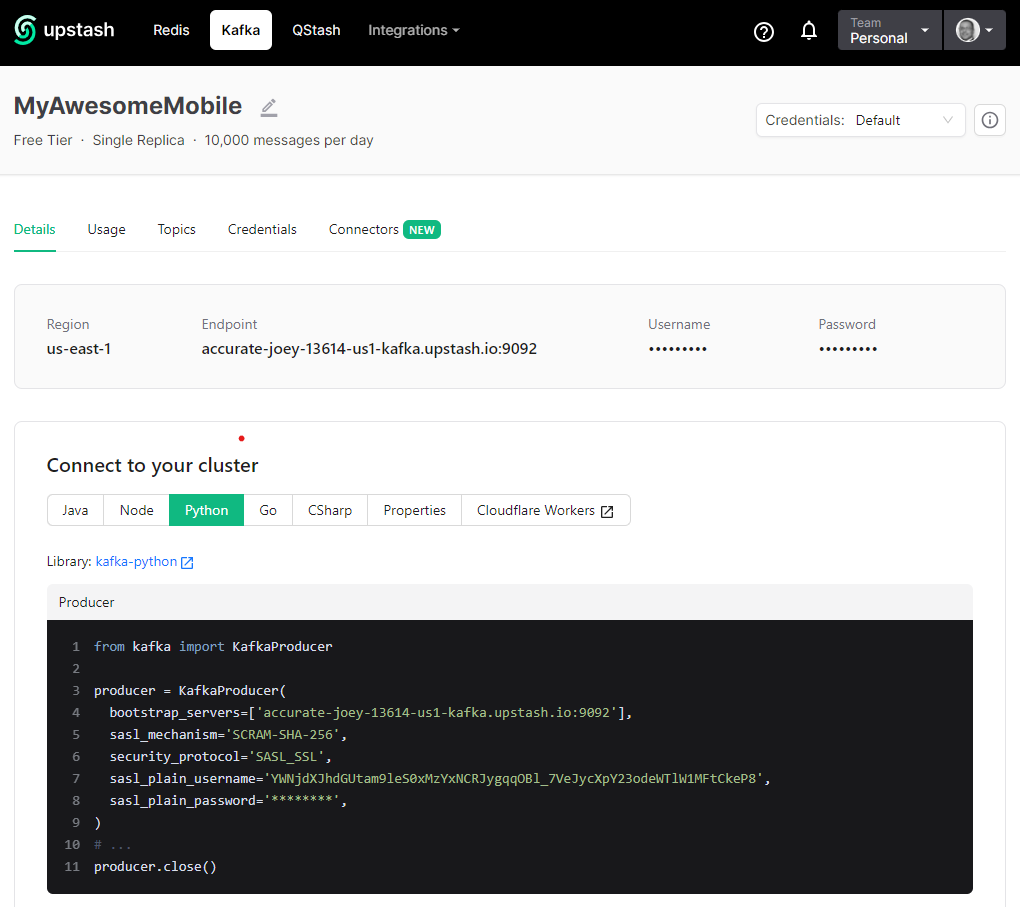 upstash Redis Kafka QStash Integrations Team Personal
MyAwesomeMobile
Free Tier · Single Replica · 10,000 messages per day
Credentials: Default
Details Usage Topics Credentials Connectors NEW
Region Endpoint Username Password
us-east-1 accurate-joey-13614-us1-kafka.upstash.io:9092 ••••••••• •••••••••
Connect to your cluster
Java Node Python Go CSharp Properties Cloudflare Workers
Library: kafka-python
Producer
1 from kafka import KafkaProducer
2
3 producer = KafkaProducer(
4 bootstrap_servers=['accurate-joey-13614-us1-kafka.upstash.io:9092'],
5 sasl_mechanism='SCRAM-SHA-256',
6 security_protocol='SASL_SSL',
7 sasl_plain_username='YWNjdXJhdGUtam9leS0xMzYxNCRJygqqOBl_7VeJycXpY23odeWTlW1MFtCkeP8',
8 sasl_plain_password='********',
9 )
10 # ...
11 producer.close()